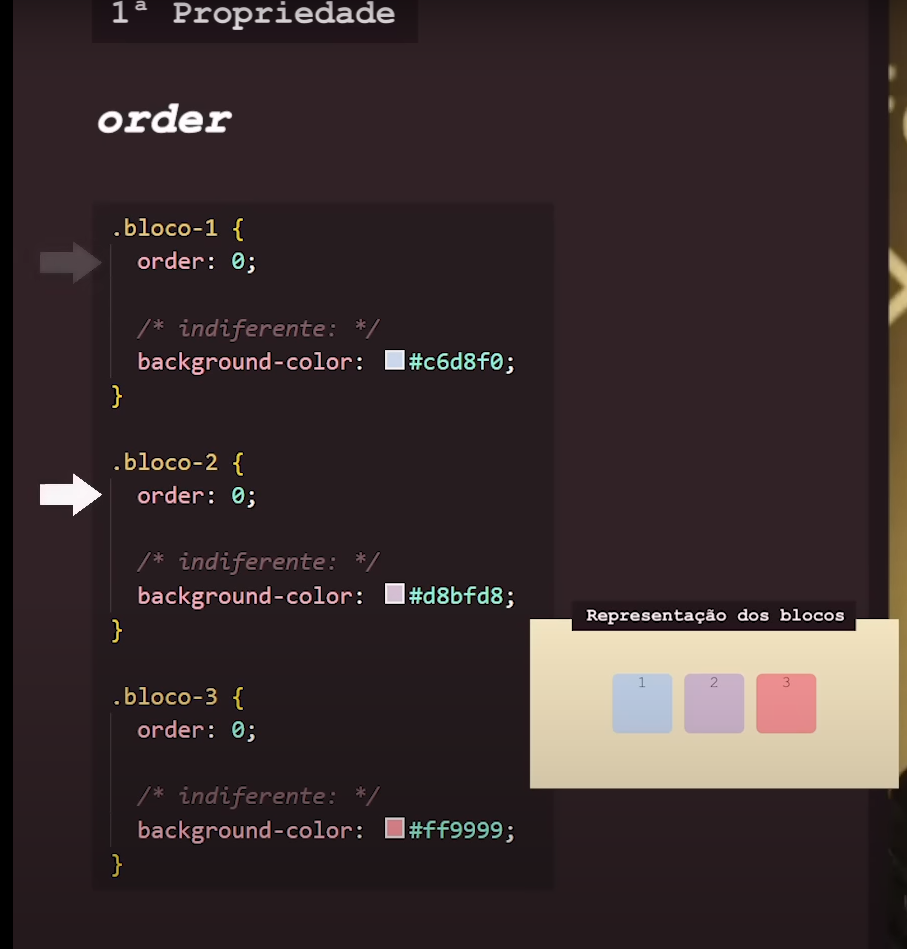 1ª Propriedade
order
.bloco-1 {
order: 0;
/* indiferente: */
background-color: #c6d8f0;
}
.bloco-2 {
order: 0;
/* indiferente: */
background-color: #d8bfd8;
}
.bloco-3 {
order: 0;
/* indiferente: */
background-color: #ff9999;
}
Representação dos blocos
1 2 3